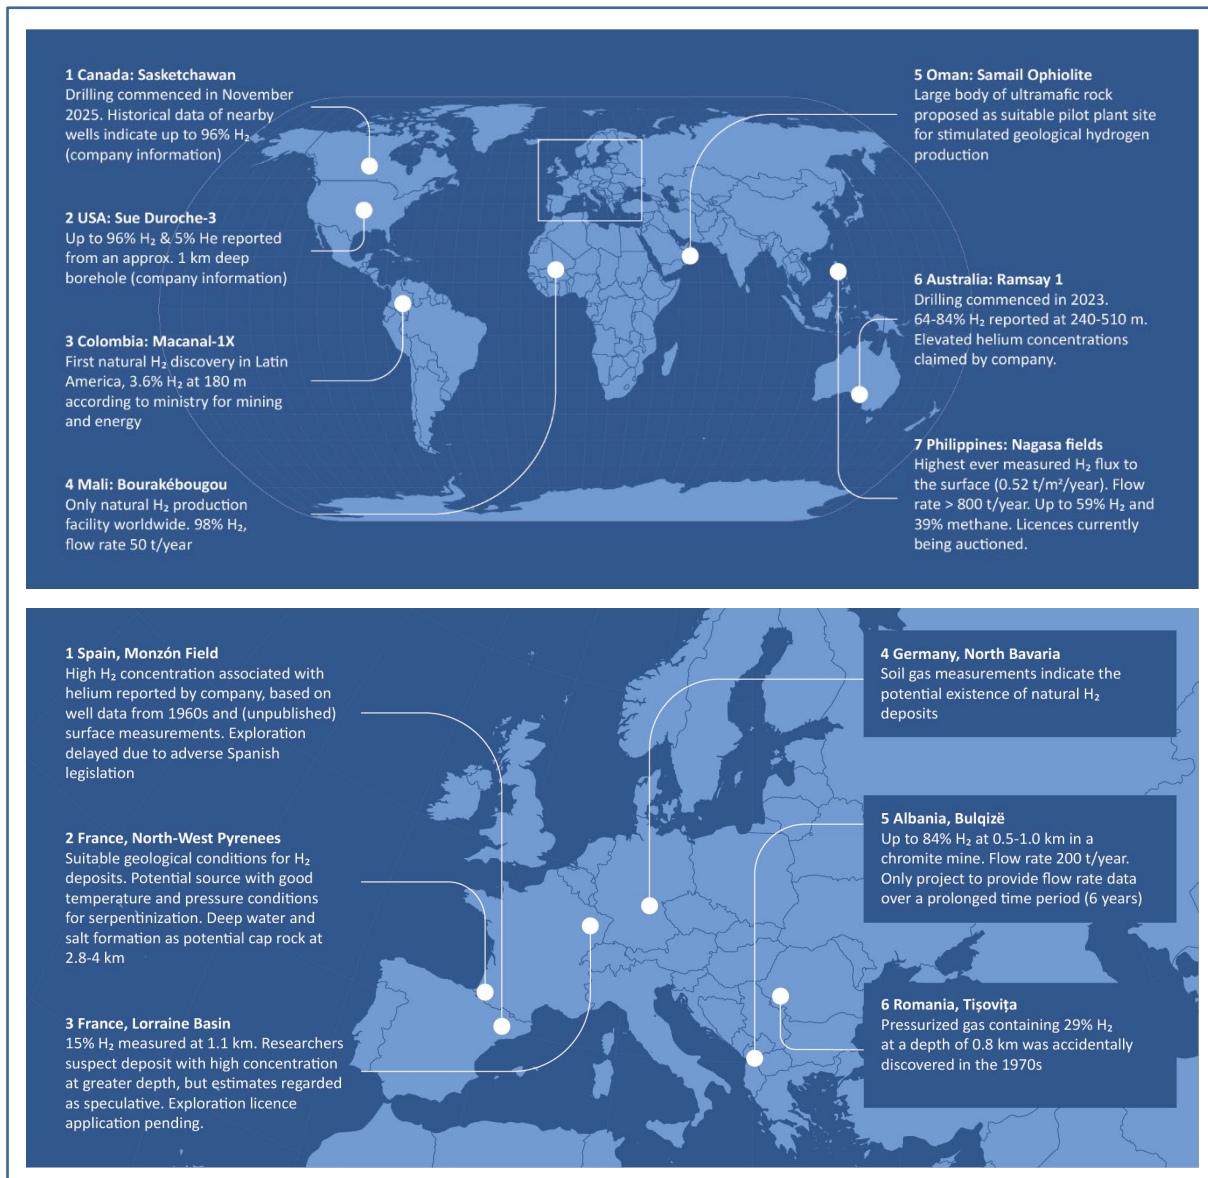 1 Canada: Sasketchawan
Drilling commenced in November
2025. Historical data of nearby
wells indicate up to 96% H₂
(company information)
2 USA: Sue Duroche-3
Up to 96% H₂ & 5% He reported
from an approx. 1 km deep
borehole (company information)
3 Colombia: Macanal-1X
First natural H₂ discovery in Latin
America, 3.6% H₂ at 180 m
according to ministry for mining
and energy
4 Mali: Bourakébougou
Only natural H₂ production
facility worldwide. 98% H₂,
flow rate 50 t/year
5 Oman: Samail Ophiolite
Large body of ultramafic rock
proposed as suitable pilot plant site
for stimulated geological hydrogen
production
6 Australia: Ramsay 1
Drilling commenced in 2023.
64-84% H₂ reported at 240-510 m.
Elevated helium concentrations
claimed by company.
7 Philippines: Nagasa fields
Highest ever measured H₂ flux to
the surface (0.52 t/m²/year). Flow
rate > 800 t/year. Up to 59% H₂ and
39% methane. Licences currently
being auctioned.
1 Spain, Monzón Field
High H₂ concentration associated with
helium reported by company, based on
well data from 1960s and (unpublished)
surface measurements. Exploration
delayed due to adverse Spanish
legislation
2 France, North-West Pyrenees
Suitable geological conditions for H₂
deposits. Potential source with good
temperature and pressure conditions
for serpentinization. Deep water and
salt formation as potential cap rock at
2.8-4 km
3 France, Lorraine Basin
15% H₂ measured at 1.1 km. Researchers
suspect deposit with high concentration
at greater depth, but estimates regarded
as speculative. Exploration licence
application pending.
4 Germany, North Bavaria
Soil gas measurements indicate the
potential existence of natural H₂
deposits
5 Albania, Bulqizë
Up to 84% H₂ at 0.5-1.0 km in a
chromite mine. Flow rate 200 t/year.
Only project to provide flow rate data
over a prolonged time period (6 years)
6 Romania, Tișovița
Pressurized gas containing 29% H₂
at a depth of 0.8 km was accidentally
discovered in the 1970s